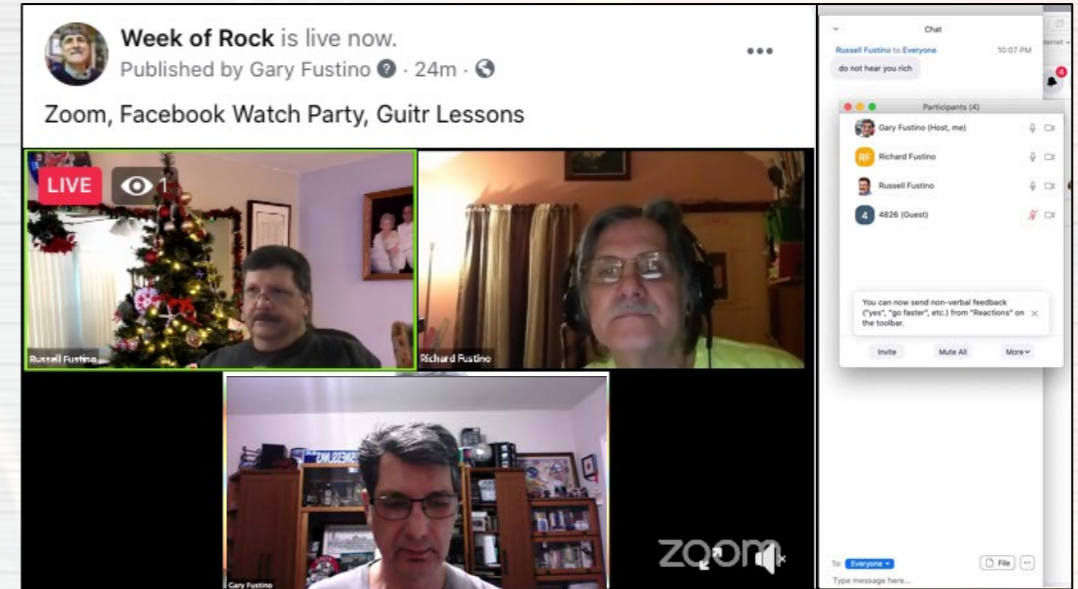 Week of Rock is live now.
Published by Gary Fustino · 24m ·
Zoom, Facebook Watch Party, Guitr Lessons
LIVE 1
Russell Fustino
Richard Fustino
Gary Fustino
zoom
Chat
Russell Fustino to Everyone 10:07 PM
do not hear you rich
4
Participants (4)
Gary Fustino (Host, me)
RF Richard Fustino
Russell Fustino
4 4826 (Guest)
You can now send non-verbal feedback
("yes", "go faster", etc.) from "Reactions" on
the toolbar.
Invite Mute All More
To: Everyone File
Type message here...